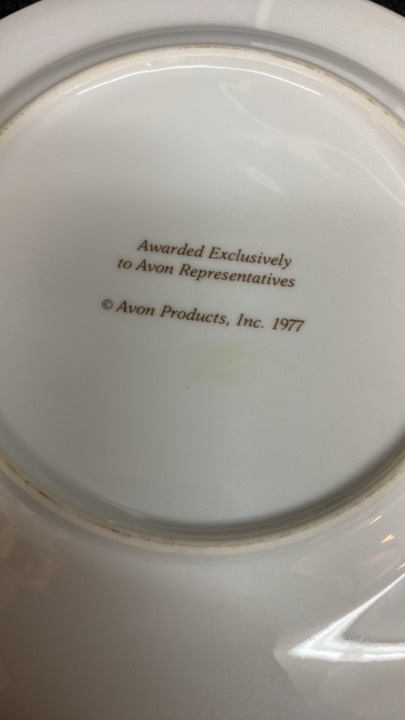 Awarded Exclusively
to Avon Representatives
© Avon Products, Inc. 1977